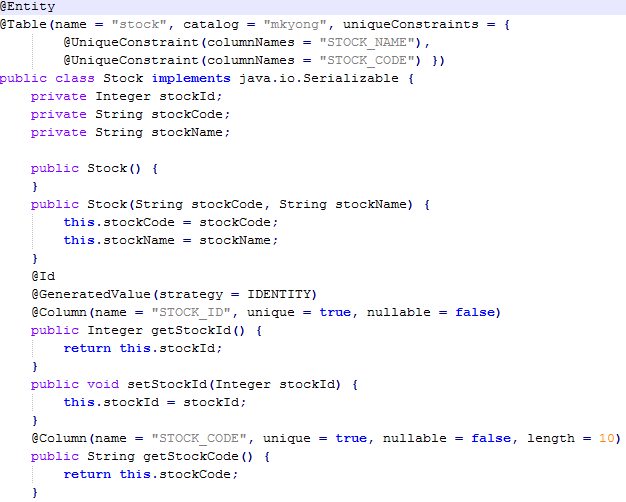 @Entity
@Table(name = "stock", catalog = "mkyong", uniqueConstraints = {
        @UniqueConstraint(columnNames = "STOCK_NAME"),
        @UniqueConstraint(columnNames = "STOCK_CODE") })
public class Stock implements java.io.Serializable {
    private Integer stockId;
    private String stockCode;
    private String stockName;

    public Stock() {
    }
    public Stock(String stockCode, String stockName) {
        this.stockCode = stockCode;
        this.stockName = stockName;
    }
    @Id
    @GeneratedValue(strategy = IDENTITY)
    @Column(name = "STOCK_ID", unique = true, nullable = false)
    public Integer getStockId() {
        return this.stockId;
    }
    public void setStockId(Integer stockId) {
        this.stockId = stockId;
    }
    @Column(name = "STOCK_CODE", unique = true, nullable = false, length = 10)
    public String getStockCode() {
        return this.stockCode;
    }